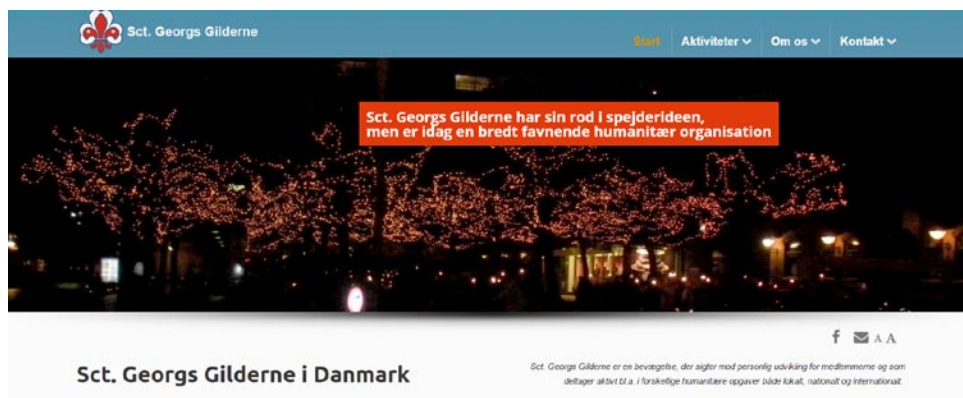 Sct. Georgs Gilderne
Start Aktiviteter Om os Kontakt
Sct. Georgs Gilderne har sin rod i spejderideen,
men er idag en bredt favnende humanitær organisation
A A
Sct. Georgs Gilderne i Danmark
Sct. Georgs Gilderne er en bevægelse, der sigter mod personlig udvikling for medlemmerne og som
deltager aktivt bl.a. i forskellige humanitære opgaver både lokalt, nationalt og internationalt.